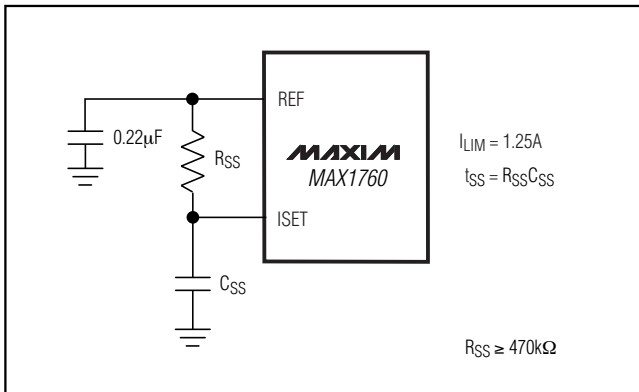 REF
0.22μF
RSS
MAXIM
MAX1760
ILIM = 1.25A
tSS = RSSCSS
ISET
CSS
RSS ≥ 470kΩ